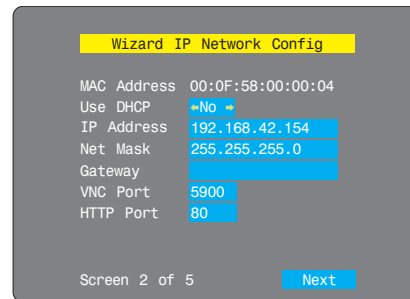 Wizard IP Network Config
MAC Address 00:0F:58:00:00:04
Use DHCP No
IP Address 192.168.42.154
Net Mask 255.255.255.0
Gateway
VNC Port 5900
HTTP Port 80
Screen 2 of 5 Next